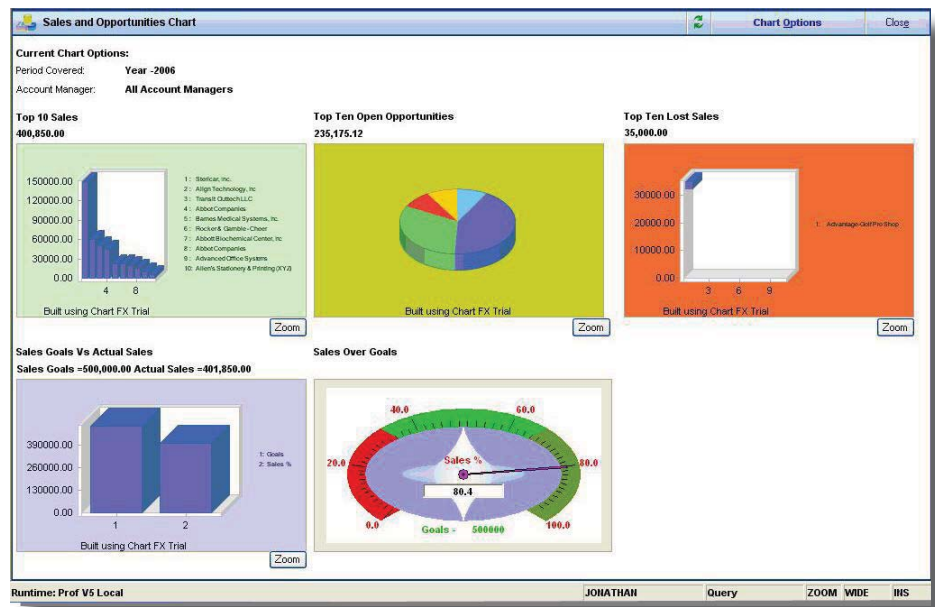 Sales and Opportunities Chart
Chart Options
Close
Current Chart Options:
Period Covered: Year -2006
Account Manager: All Account Managers
Top 10 Sales
400,850.00
150000.00
120000.00
90000.00
60000.00
30000.00
0.00
4 8
1: Stericar, Inc.
2: Align Technology, Inc
3: Transit Outtech LLC
4: Abbot Companies
5: Barnes Medical Systems, Inc.
6: Rocker & Gamble - Cheer
7: Abbott Biochemical Center, Inc
8: Abbot Companies
9: Advanced Office Systems
10: Allen's Stationery & Printing (XYZ)
Built using Chart FX Trial
Zoom
Top Ten Open Opportunities
235,175.12
Built using Chart FX Trial
Zoom
Top Ten Lost Sales
35,000.00
30000.00
20000.00
10000.00
0.00
3 6 9
1: Advantage Golf Pro Shop
Built using Chart FX Trial
Zoom
Sales Goals Vs Actual Sales
Sales Goals =500,000.00 Actual Sales =401,850.00
390000.00
260000.00
130000.00
0.00
1 2
1: Goals
2: Sales %
Built using Chart FX Trial
Zoom
Sales Over Goals
40.0 60.0
20.0 80.0
Sales %
80.4
0.0 100.0
Goals - 500000
Runtime: Prof V5 Local
JONATHAN
Query
ZOOM WIDE INS